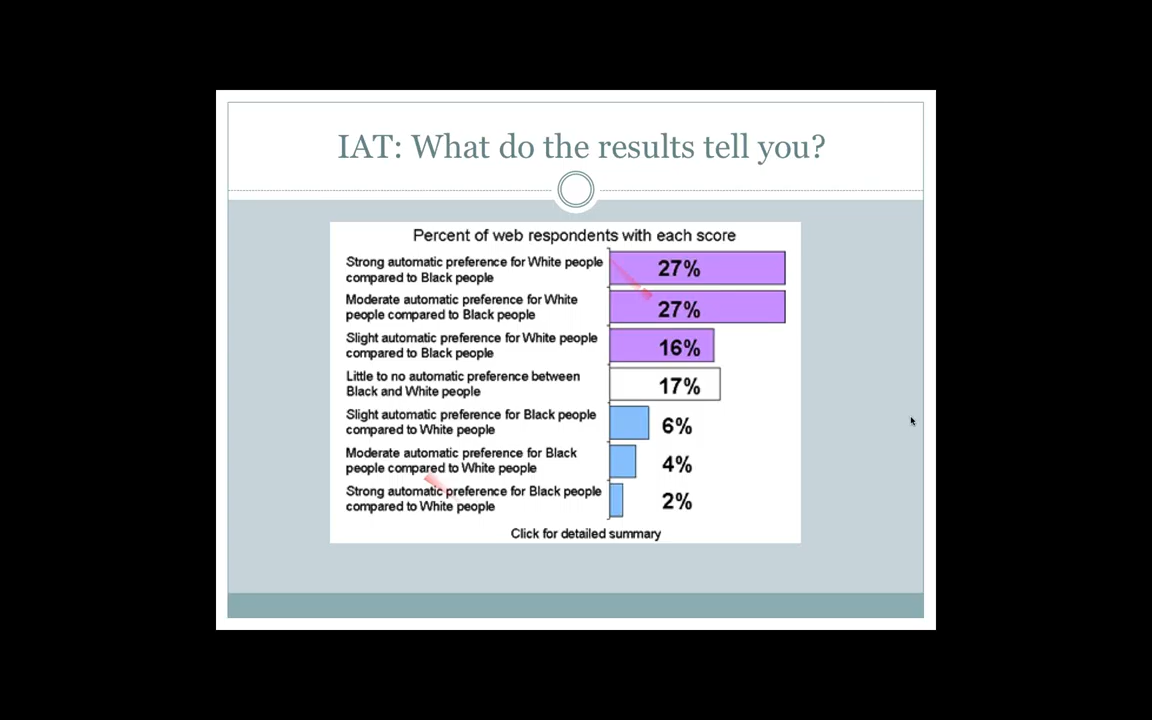 IAT: What do the results tell you?
Percent of web respondents with each score
Strong automatic preference for White people
compared to Black people
27%
Moderate automatic preference for White
people compared to Black people
27%
Slight automatic preference for White people
compared to Black people
16%
Little to no automatic preference between
Black and White people
17%
Slight automatic preference for Black people
compared to White people
6%
Moderate automatic preference for Black
people compared to White people
4%
Strong automatic preference for Black people
compared to White people
2%
Click for detailed summary